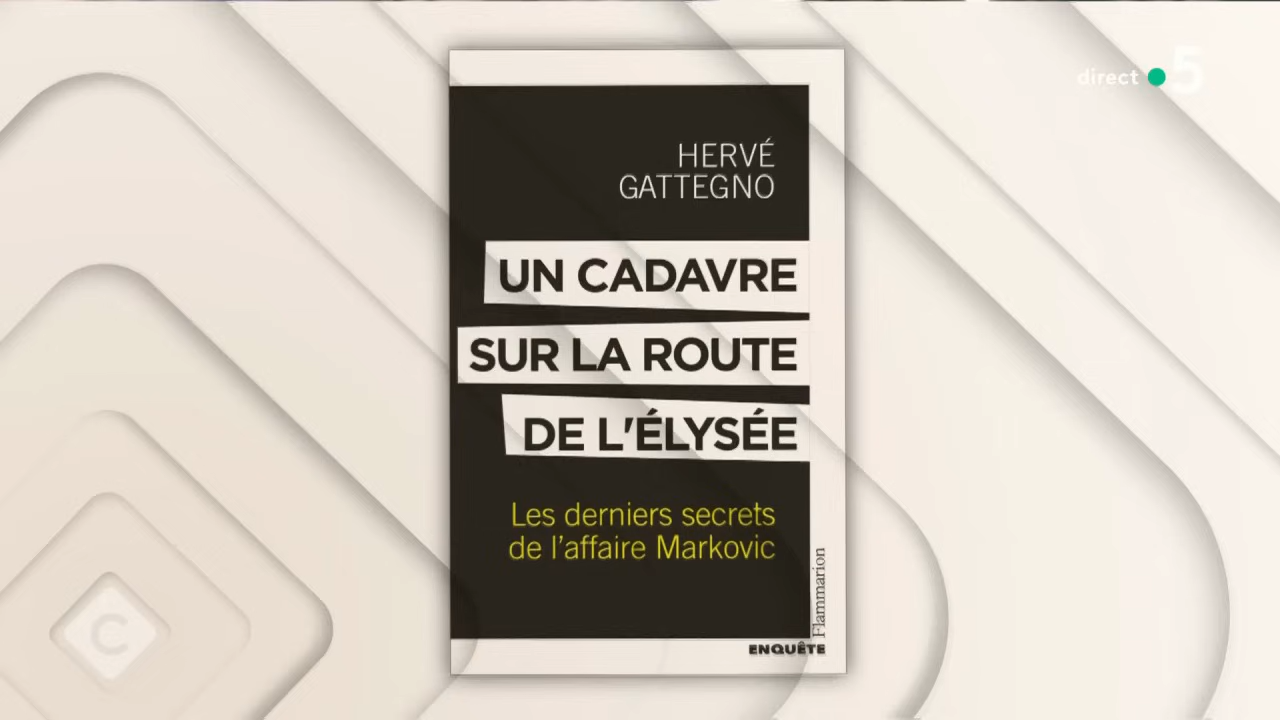 direct 5
HERVÉ
GATTEGNO
UN CADAVRE
SUR LA ROUTE
DE L'ÉLYSÉE
Les derniers secrets
de l'affaire Markovic
Flammarion
ENQUÊTE
C